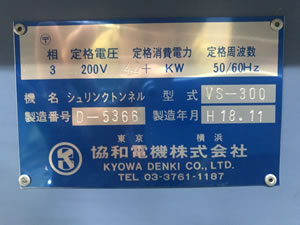 相 定格電圧 定格消費電力 定格周波数
3 200V KW 50/60Hz
機名 シュリンクトンネル 型式 VS-300
製造番号 D-5366 製造年月 H18.11
東京 横浜
協和電機株式会社
KYOWA DENKI CO., LTD.
TEL 03-3761-1187